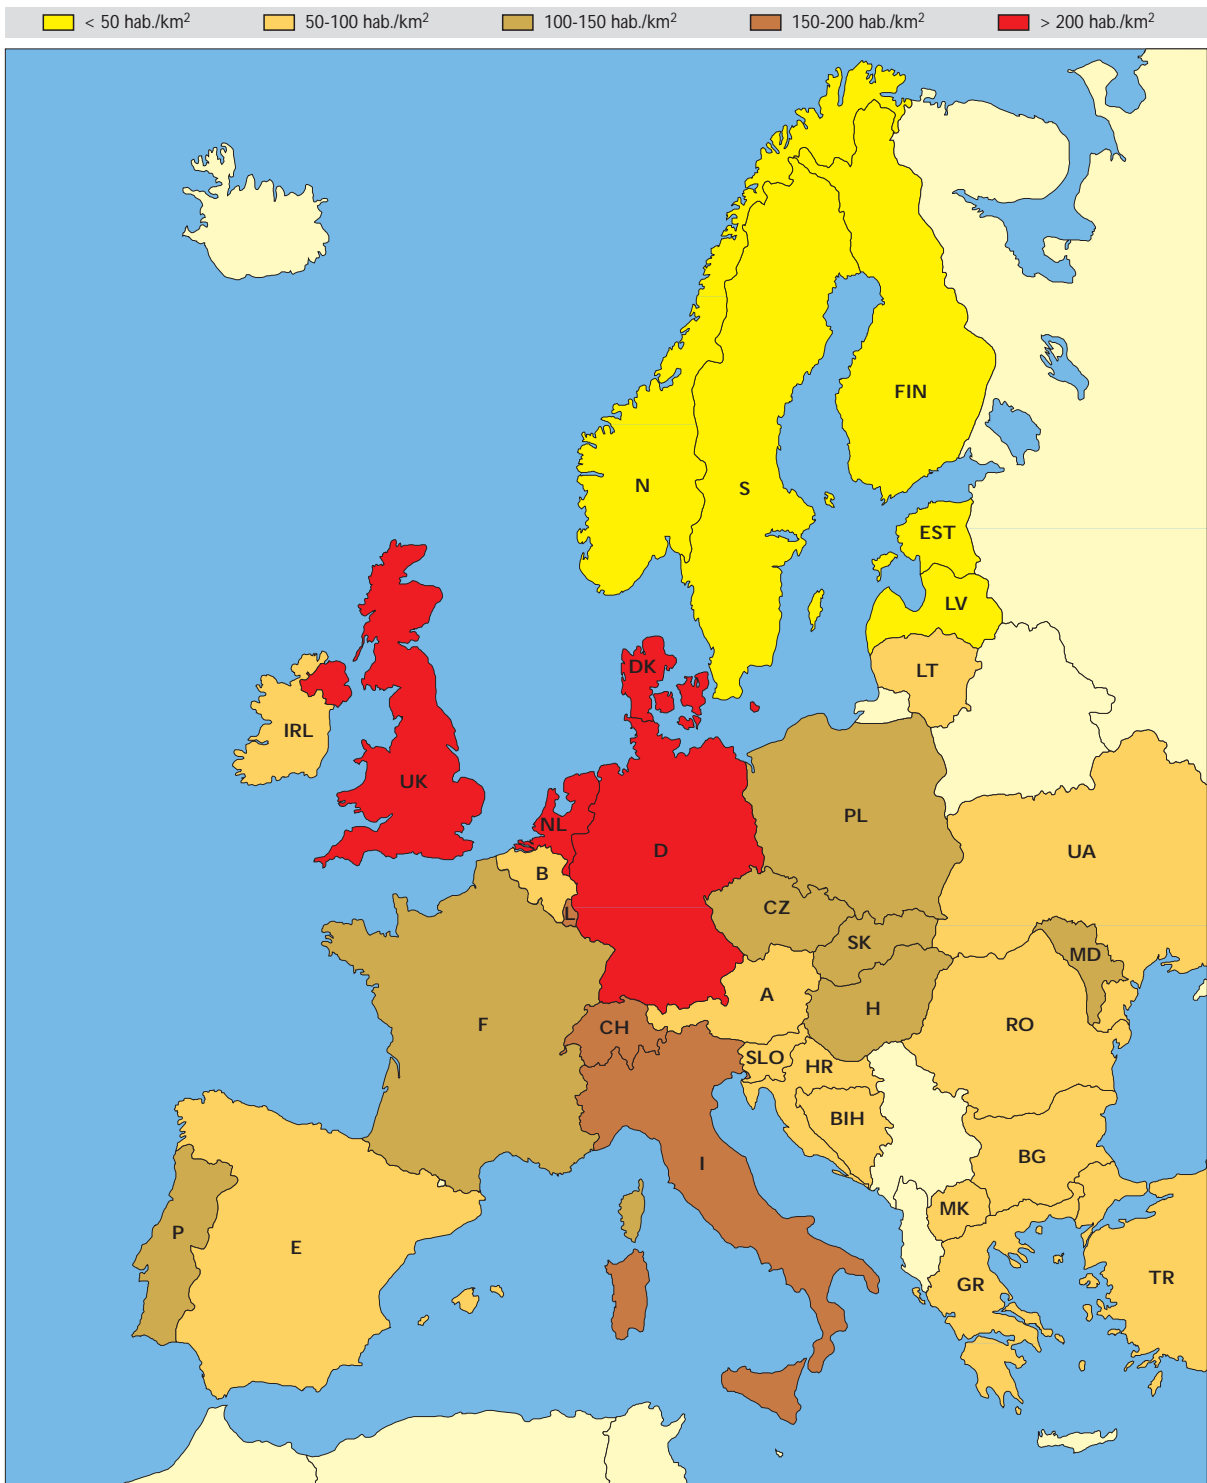 < 50 hab./km² 50-100 hab./km² 100-150 hab./km² 150-200 hab./km² > 200 hab./km²
FIN
N
S
EST
LV
DK
LT
IRL
UK
NL
PL
D
UA
B
CZ
L
SK
MD
A
H
F
CH
RO
SLO
HR
BIH
BG
I
MK
P
E
GR
TR